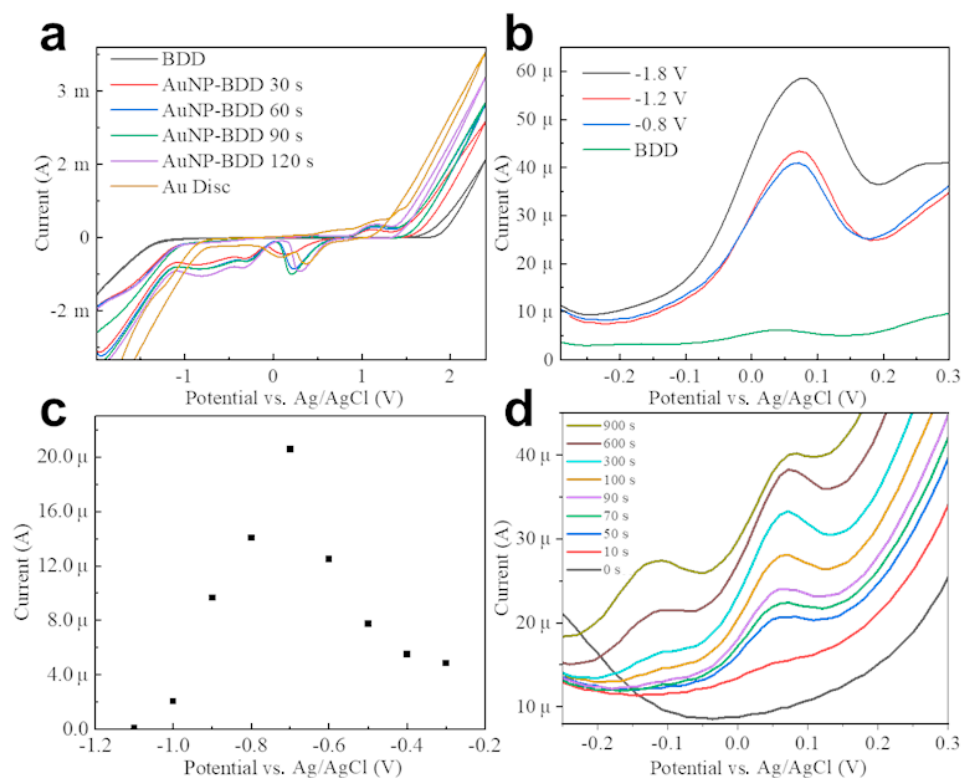 a
BDD
AuNP-BDD 30 s
AuNP-BDD 60 s
AuNP-BDD 90 s
AuNP-BDD 120 s
Au Disc
3 m
2 m
0
-2 m
Current (A)
-1 0 1 2
Potential vs. Ag/AgCl (V)
b
-1.8 V
-1.2 V
-0.8 V
BDD
60 μ
50 μ
40 μ
30 μ
20 μ
10 μ
0
Current (A)
-0.2 -0.1 0.0 0.1 0.2 0.3
Potential vs. Ag/AgCl (V)
c
20.0 μ
16.0 μ
12.0 μ
8.0 μ
4.0 μ
0.0
Current (A)
-1.2 -1.0 -0.8 -0.6 -0.4 -0.2
Potential vs. Ag/AgCl (V)
d
900 s
600 s
300 s
100 s
90 s
70 s
50 s
10 s
0 s
40 μ
30 μ
20 μ
10 μ
Current (A)
-0.2 -0.1 0.0 0.1 0.2 0.3
Potential vs. Ag/AgCl (V)